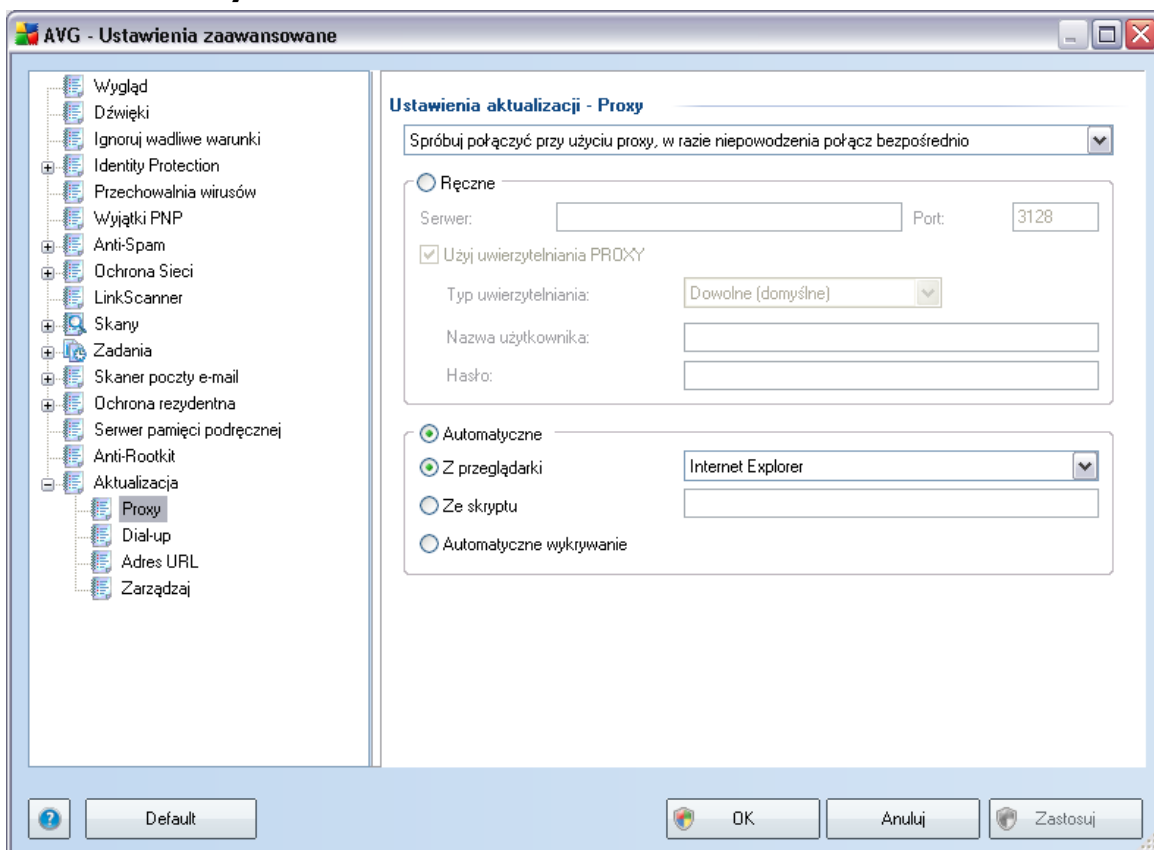 AVG - Ustawienia zaawansowane
Wygląd
Dźwięki
Ignoruj wadliwe warunki
Identity Protection
Przechowalnia wirusów
Wyjątki PNP
Anti-Spam
Ochrona Sieci
LinkScanner
Skany
Zadania
Skaner poczty e-mail
Ochrona rezydentna
Serwer pamięci podręcznej
Anti-Rootkit
Aktualizacja
Proxy
Dial-up
Adres URL
Zarządzaj
Ustawienia aktualizacji - Proxy
Spróbuj połączyć przy użyciu proxy, w razie niepowodzenia połącz bezpośrednio
Ręczne
Serwer: Port: 3128
Użyj uwierzytelniania PROXY
Typ uwierzytelniania: Dowolne (domyślne)
Nazwa użytkownika:
Hasło:
Automatyczne
Z przeglądarki Internet Explorer
Ze skryptu
Automatyczne wykrywanie
Default OK Anuluj Zastosuj